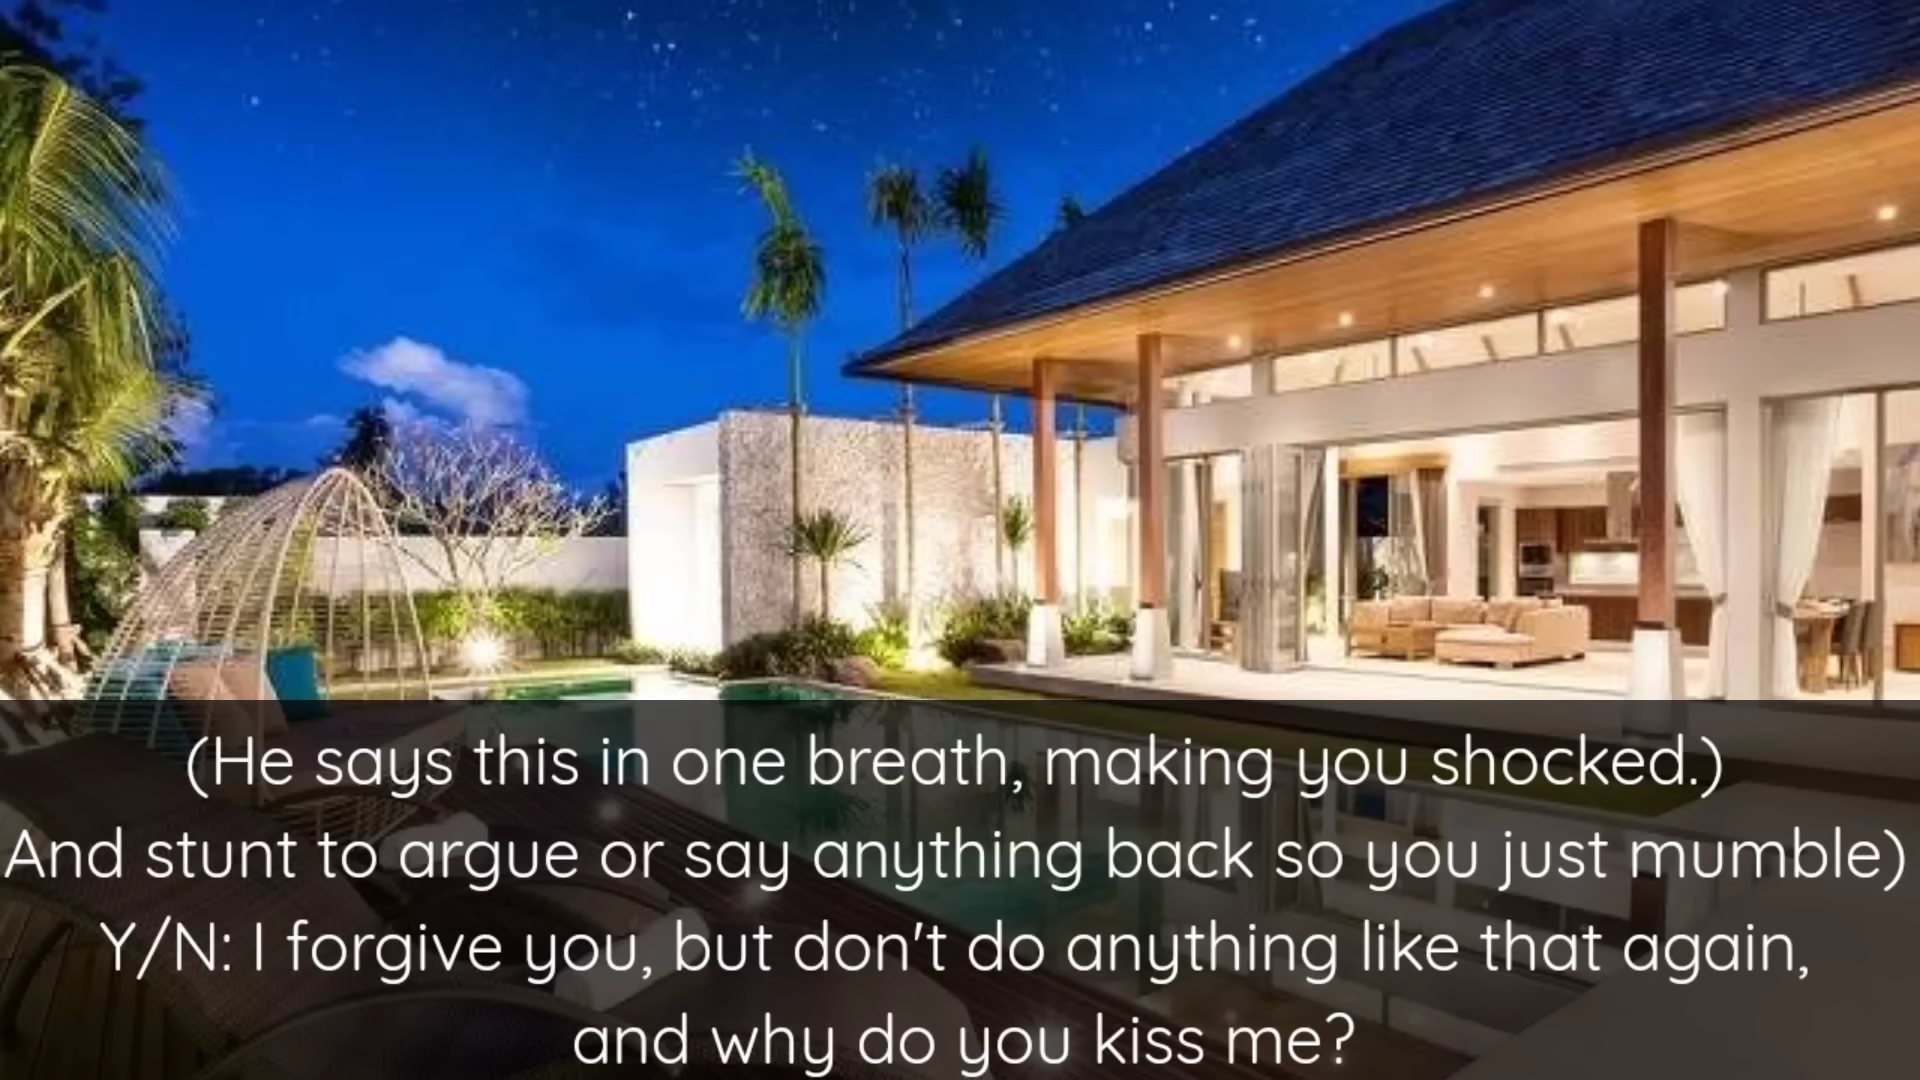 (He says this in one breath, making you shocked.)
And stunt to argue or say anything back so you just mumble)
Y/N: I forgive you, but don't do anything like that again,
and why do you kiss me?